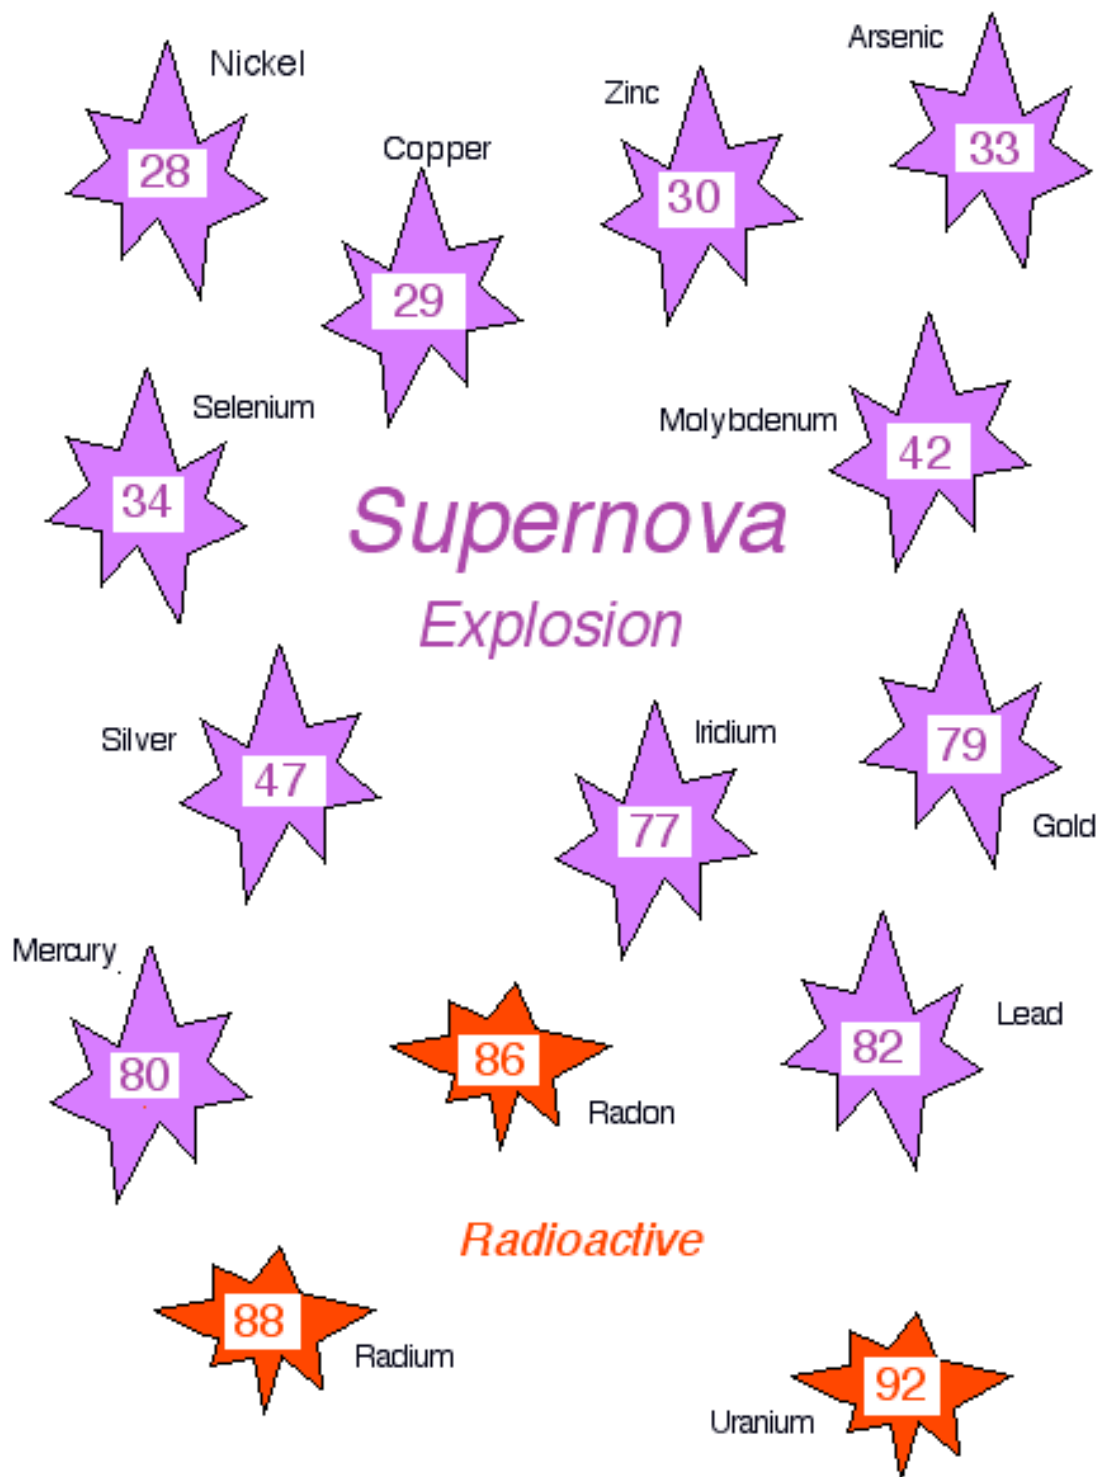 Nickel
28
Copper
29
Zinc
30
Arsenic
33
Selenium
34
Molybdenum
42
Supernova
Explosion
Silver
47
Iridium
77
79
Gold
Mercury
80
86
Radon
82
Lead
Radioactive
88
Radium
92
Uranium